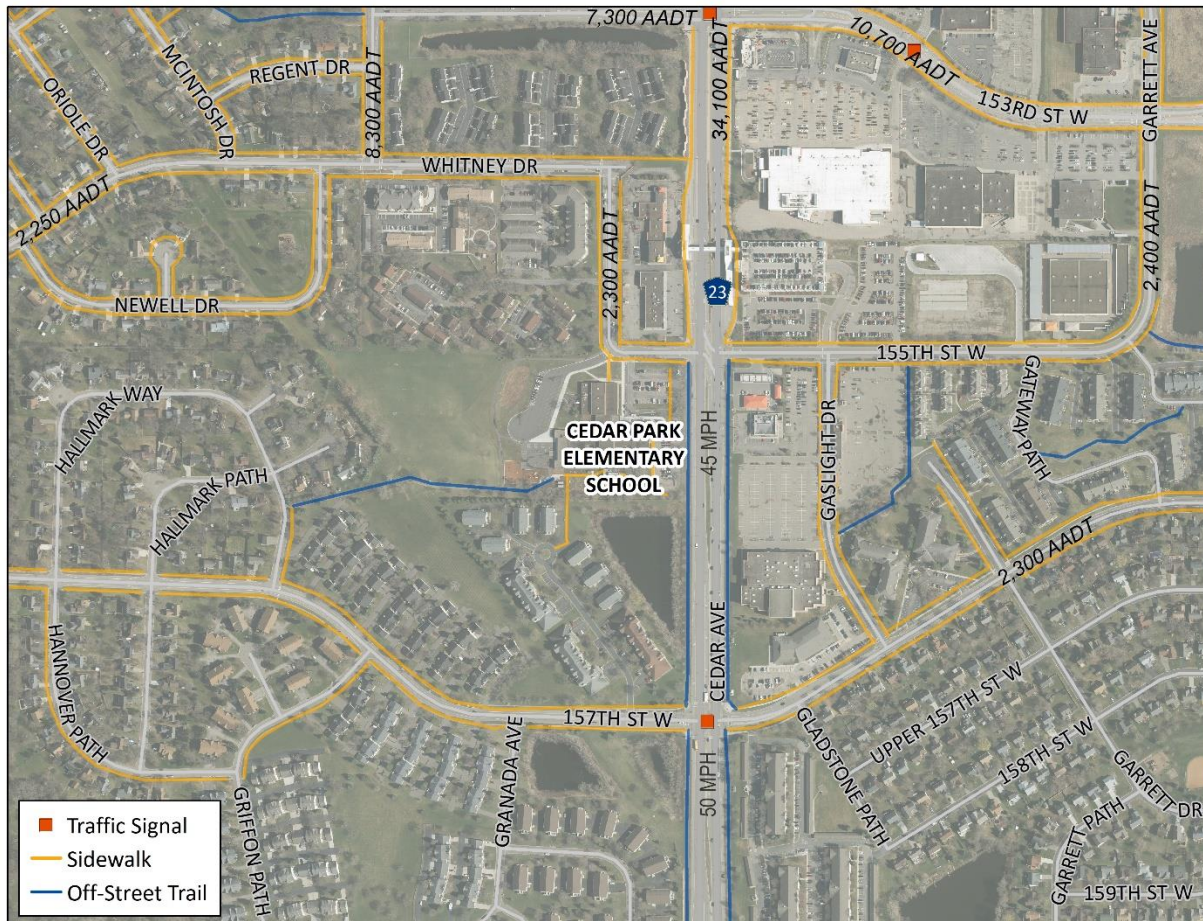 7,300 AADT
10,700 AADT
34,100 AADT
8,300 AADT
GARRETT AVE
MCINTOSH DR
REGENT DR
ORIOLE DR
153RD ST W
WHITNEY DR
2,250 AADT
2,300 AADT
2,400 AADT
23
NEWELL DR
155TH ST W
GATEWAY PATH
HALLMARK WAY
CEDAR PARK
ELEMENTARY
SCHOOL
45 MPH
GASLIGHT DR
HALLMARK PATH
2,300 AADT
HANNOVER PATH
CEDAR AVE
157TH ST W
GRANADA AVE
50 MPH
GLADSTONE PATH
UPPER 157TH ST W
158TH ST W
GARRETT DR
GARRETT PATH
159TH ST W
GRIFFON PATH
Traffic Signal
Sidewalk
Off-Street Trail